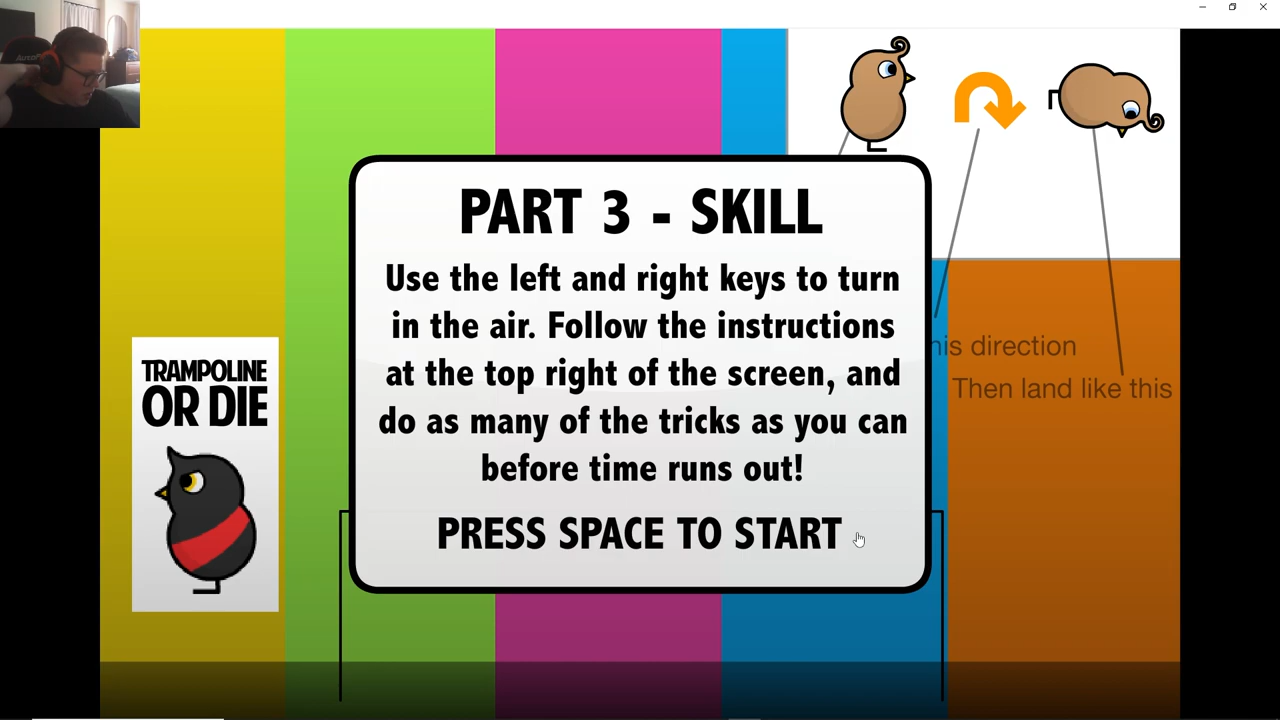 PART 3 - SKILL
Use the left and right keys to turn
in the air. Follow the instructions
at the top right of the screen, and
do as many of the tricks as you can
before time runs out!
PRESS SPACE TO START
direction
Then land like this
TRAMPOLINE
OR DIE